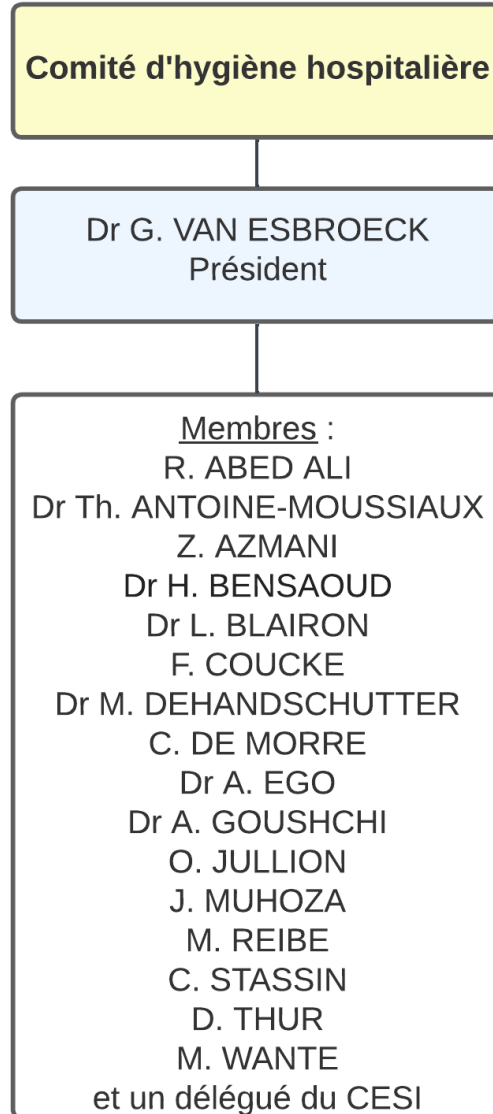 Comité d'hygiène hospitalière
Dr G. VAN ESBROECK
Président
Membres :
R. ABED ALI
Dr Th. ANTOINE-MOUSSIAUX
Z. AZMANI
Dr H. BENSAOUD
Dr L. BLAIRON
F. COUCKE
Dr M. DEHANDSCHUTTER
C. DE MORRE
Dr A. EGO
Dr A. GOUSHCHI
O. JULLION
J. MUHOZA
M. REIBE
C. STASSIN
D. THUR
M. WANTE
et un délégué du CESI